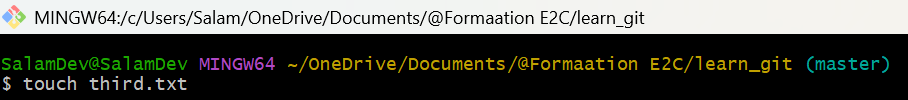 MINGW64:/c/Users/Salam/OneDrive/Documents/@Formaation E2C/learn_git
SalamDev@SalamDev MINGW64 ~/OneDrive/Documents/@Formaation E2C/learn_git (master)
$ touch third.txt